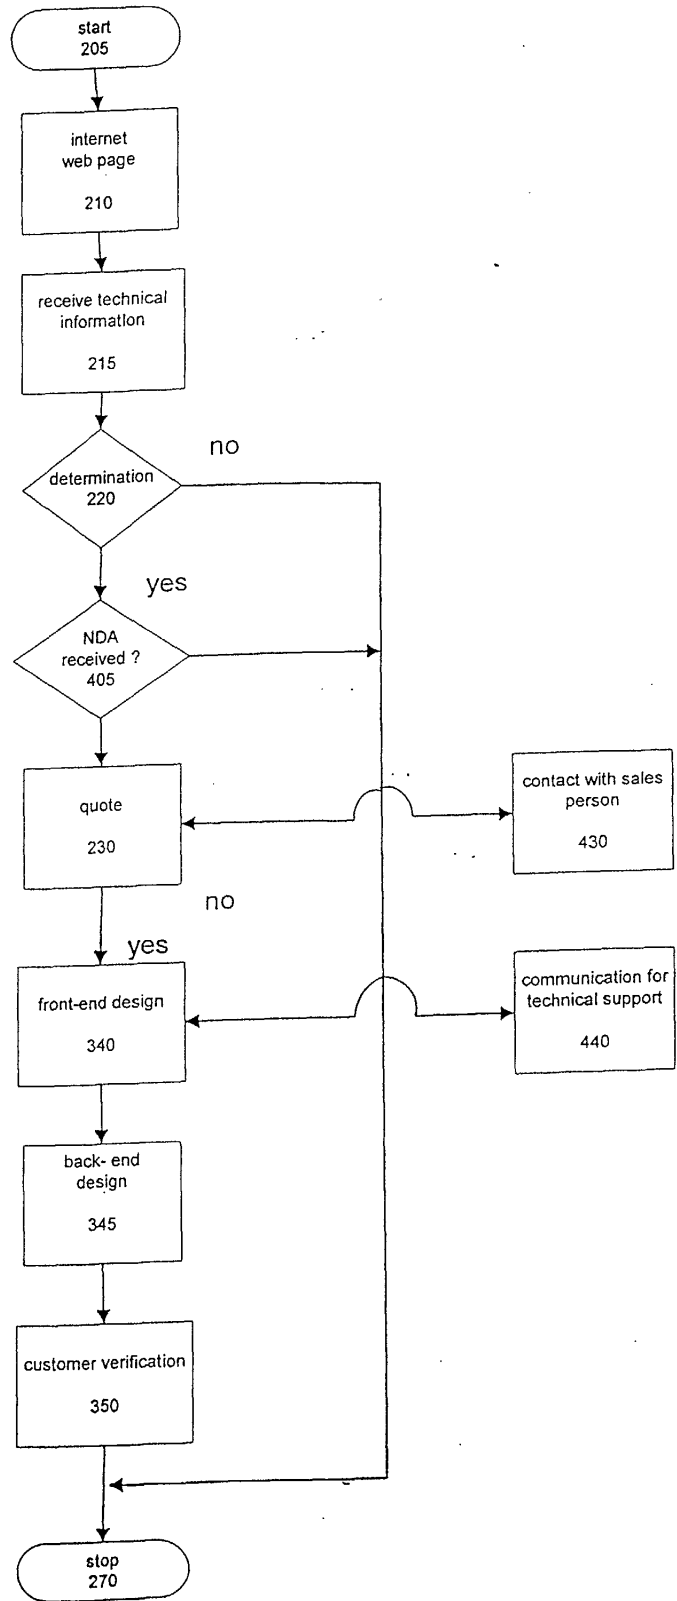 start
205
internet
web page
210
receive technical
information
215
no
determination
220
yes
NDA
received ?
405
quote
230
contact with sales
person
430
no
yes
front-end design
340
communication for
technical support
440
back- end
design
345
customer verification
350
stop
270